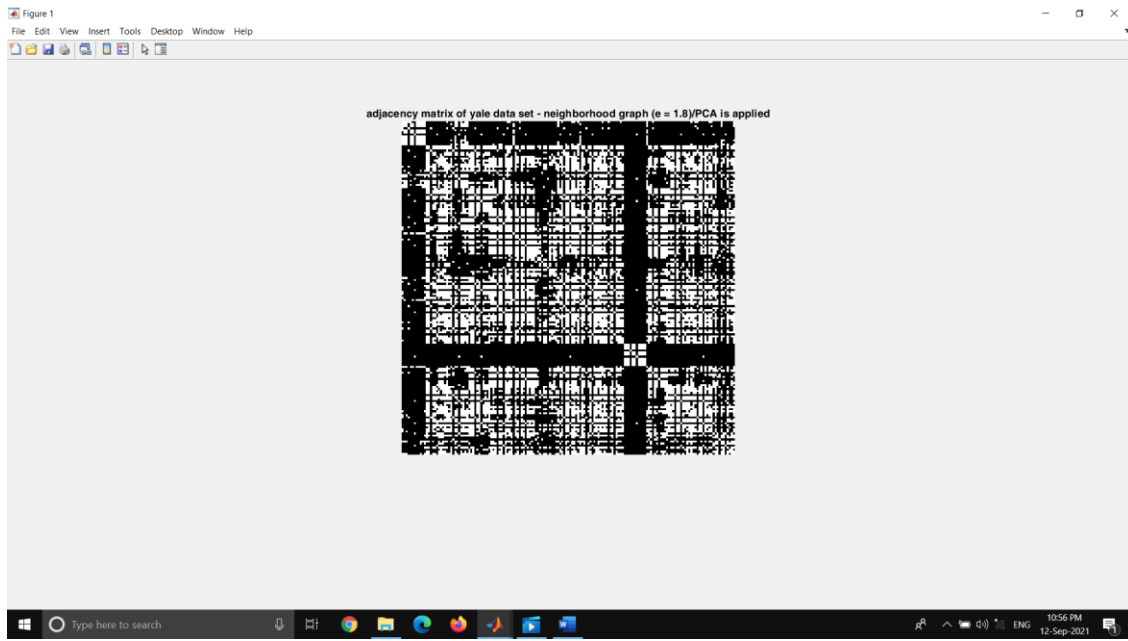 Figure 1
File Edit View Insert Tools Desktop Window Help
adjacency matrix of yale data set - neighborhood graph (e = 1.8)/PCA is applied
Type here to search
ENG
10:56 PM
12-Sep-2021